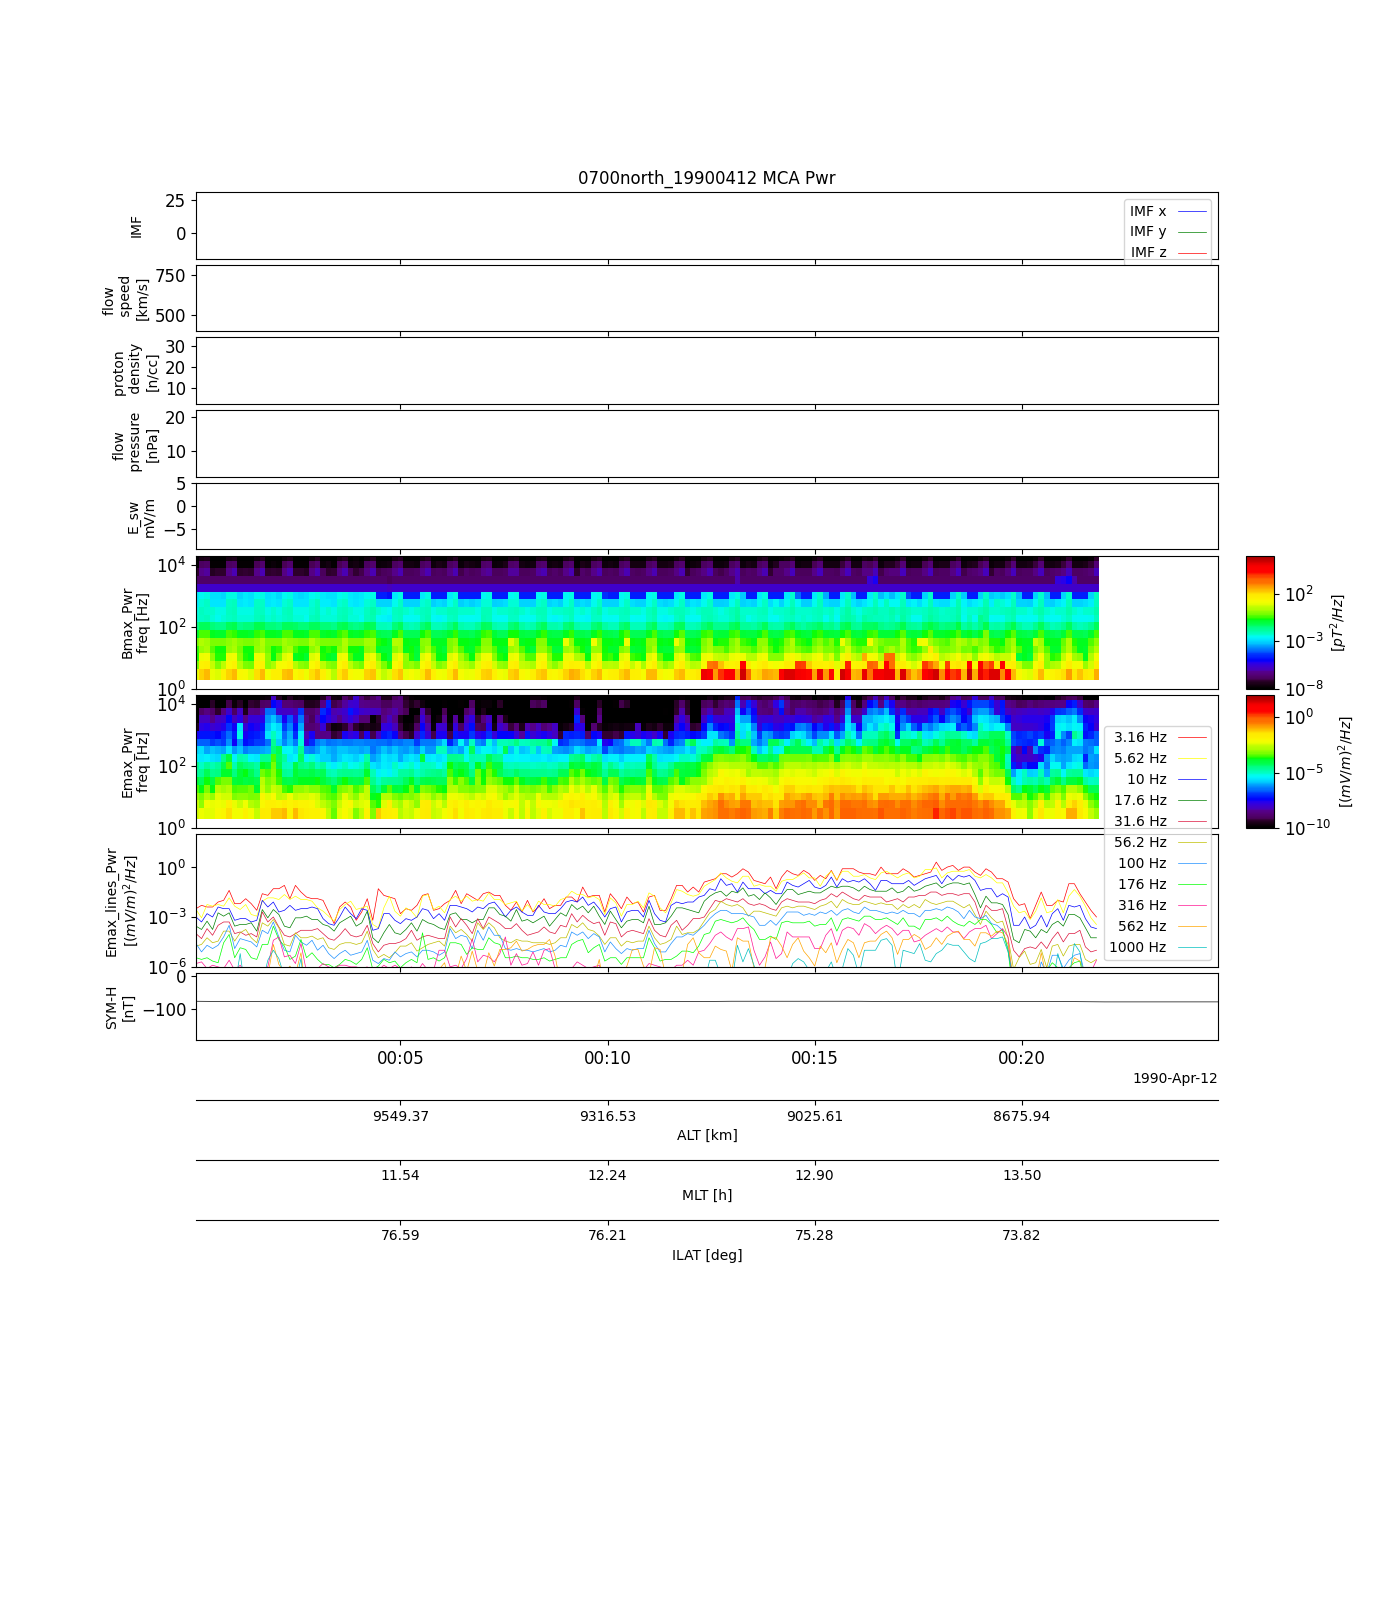 0700north_19900412 MCA Pwr
IMF
25
0
IMF x
IMF y
IMF z
flow
speed
[km/s]
750
500
proton
density
[n/cc]
30
20
10
flow
pressure
[nPa]
20
10
E_sw
mV/m
5
0
−5
Bmax_Pwr
freq [Hz]
10^4
10^2
10^0
10^2
10^−3
10^−8
[pT^2/Hz]
Emax_Pwr
freq [Hz]
10^4
10^2
10^0
10^0
10^−5
10^−10
[(mV/m)^2/Hz]
3.16 Hz
5.62 Hz
10 Hz
17.6 Hz
31.6 Hz
56.2 Hz
100 Hz
176 Hz
316 Hz
562 Hz
1000 Hz
Emax_lines_Pwr
[(mV/m)^2/Hz]
10^0
10^−3
10^−6
SYM-H
[nT]
0
−100
00:05 00:10 00:15 00:20
1990-Apr-12
9549.37 9316.53 9025.61 8675.94
ALT [km]
11.54 12.24 12.90 13.50
MLT [h]
76.59 76.21 75.28 73.82
ILAT [deg]